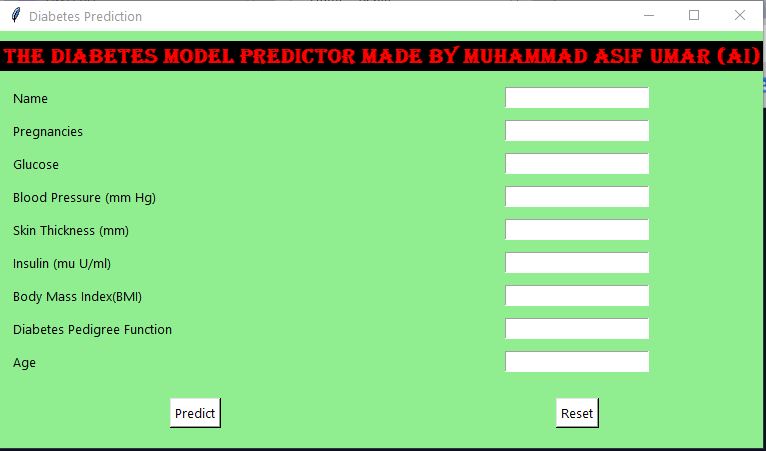 Diabetes Prediction
THE DIABETES MODEL PREDICTOR MADE BY MUHAMMAD ASIF UMAR (AI)
Name
Pregnancies
Glucose
Blood Pressure (mm Hg)
Skin Thickness (mm)
Insulin (mu U/ml)
Body Mass Index(BMI)
Diabetes Pedigree Function
Age
Predict Reset